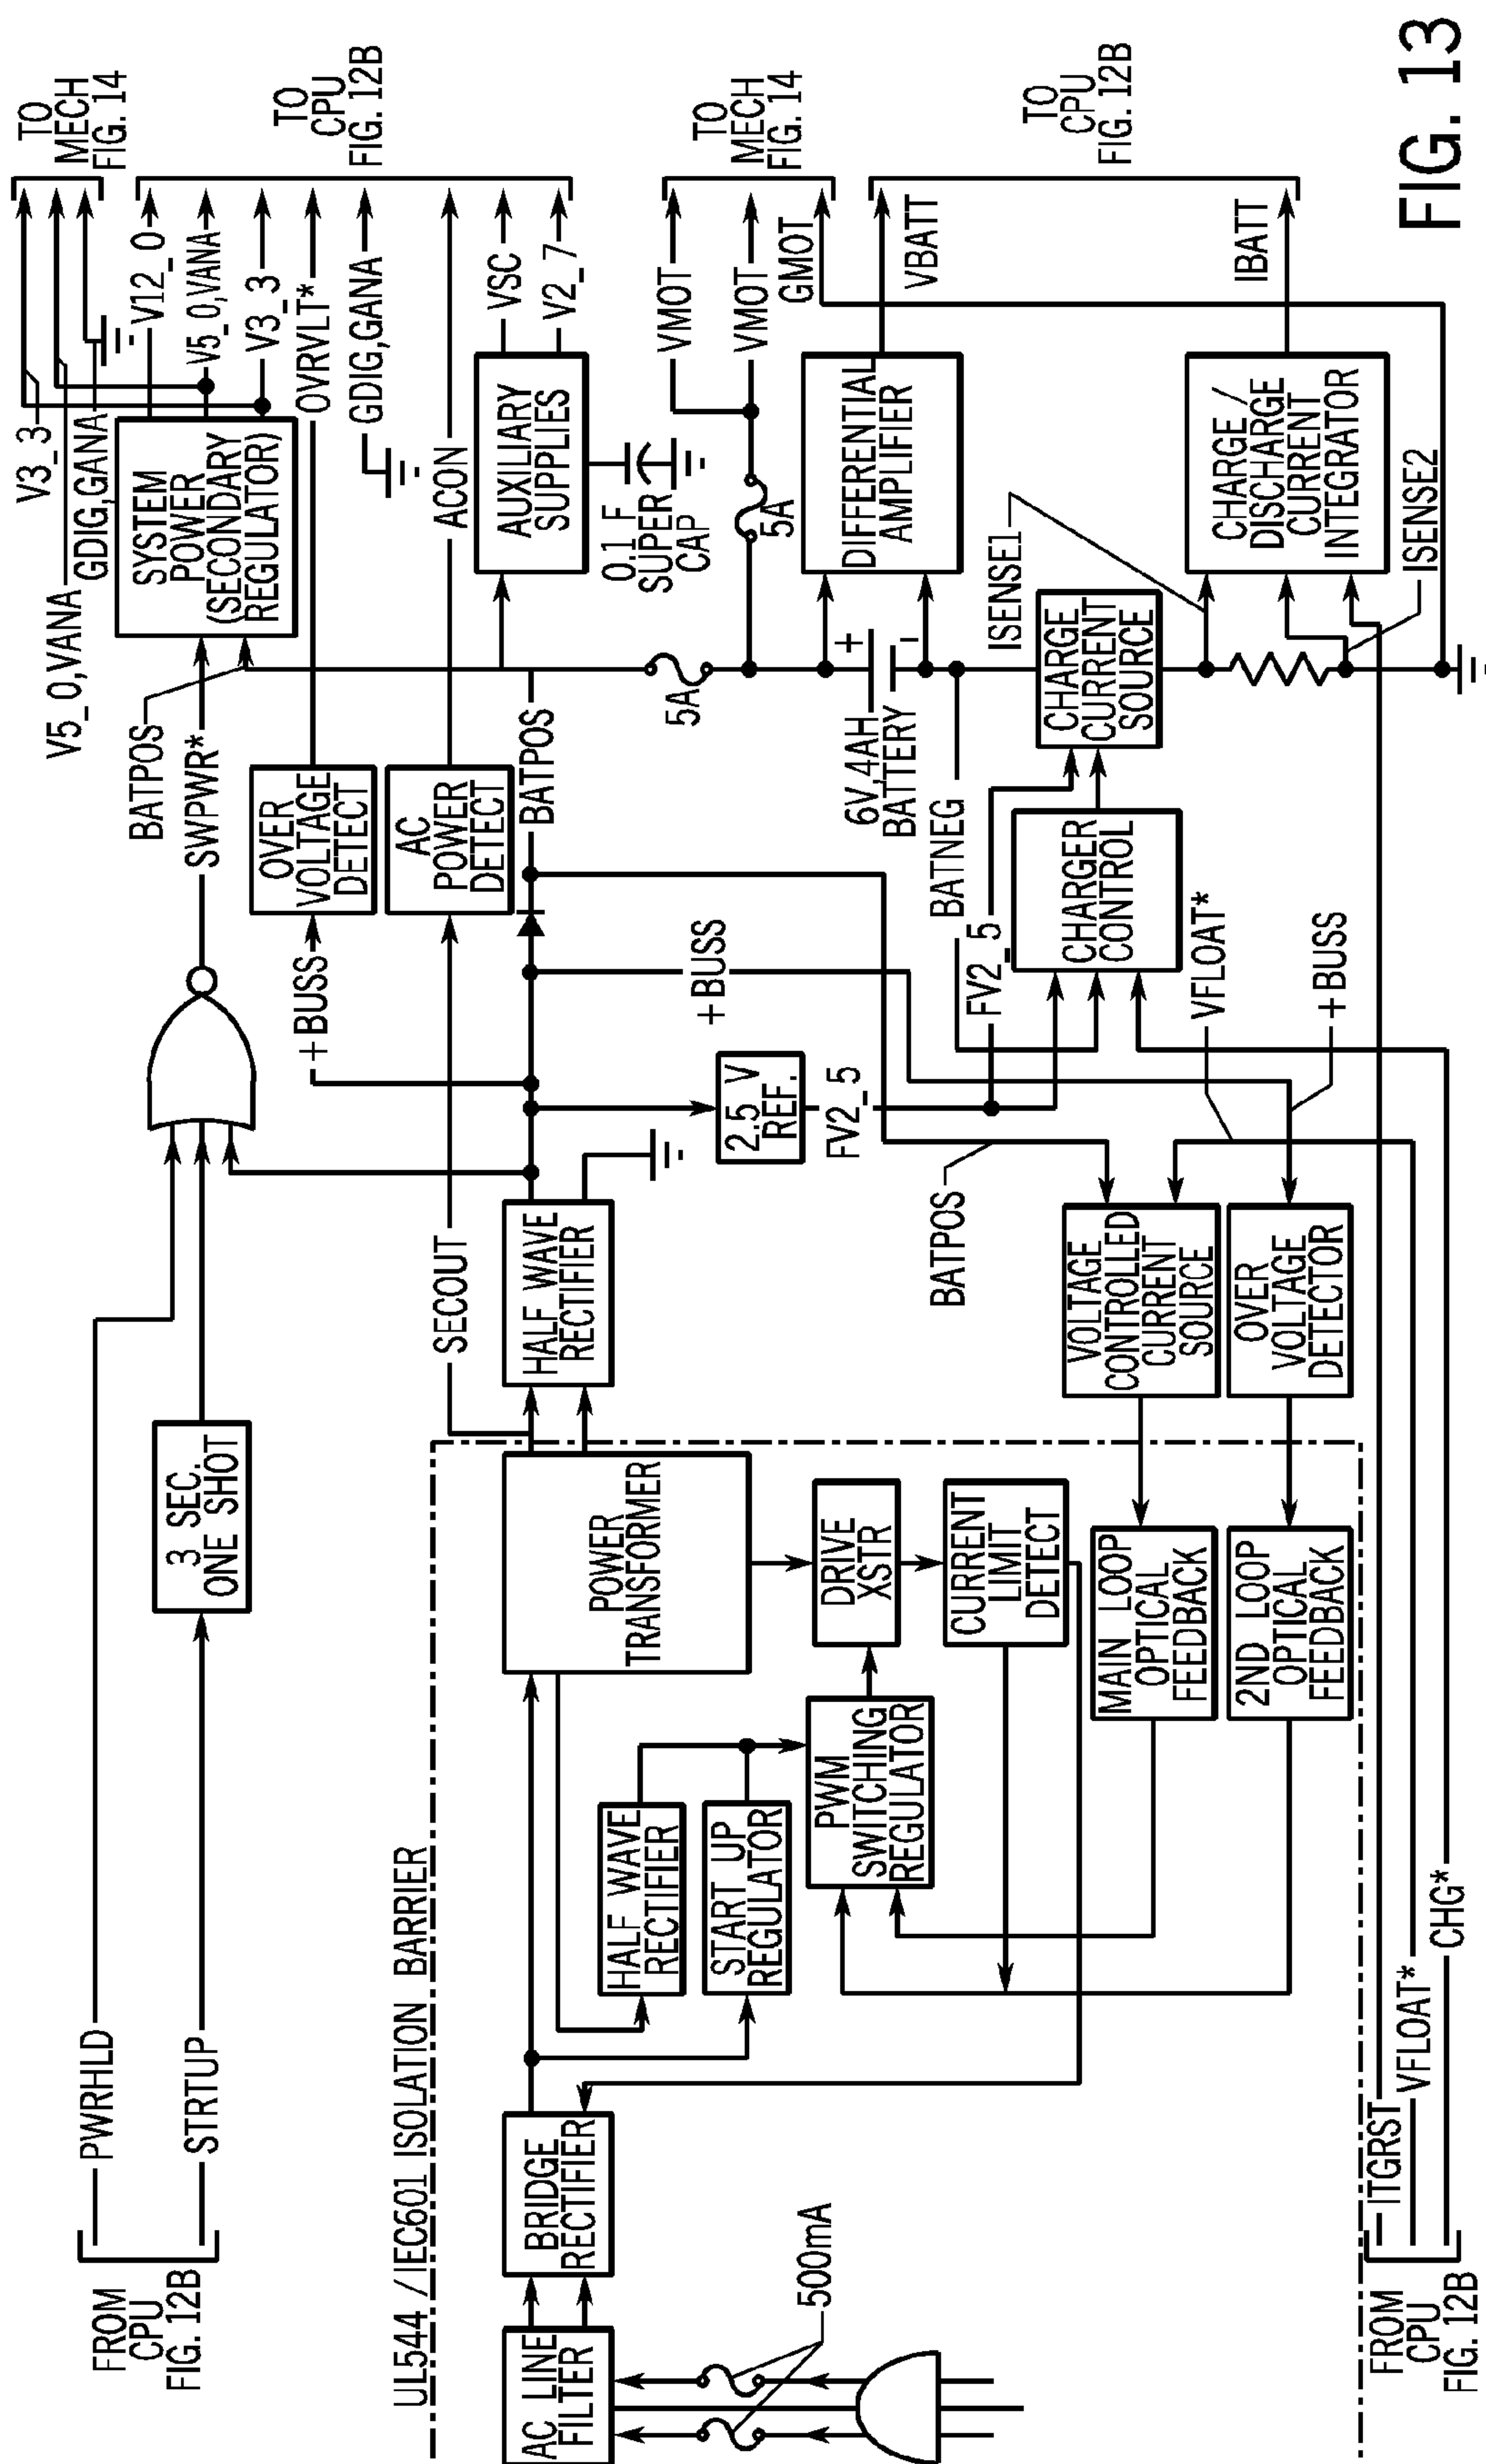 FROM
CPU
FIG. 12B
PWRHLD
STRTUP
3 SEC.
ONE SHOT
SWPWR*
BATPOS
V5_0,VANA
V3_3
GDIG,GANA
SYSTEM
POWER
(SECONDARY
REGULATOR)
V12_0
V5_0,VANA
V3_3
OVRVLT*
GDIG,GANA
TO
MECH
FIG. 14
TO
CPU
FIG. 12B
+BUSS
OVER
VOLTAGE
DETECT
AC
POWER
DETECT
ACON
AUXILIARY
SUPPLIES
VSC
V2_7
0.1 F
SUPER
CAP
UL544 / IEC601 ISOLATION BARRIER
SECOUT
AC LINE
FILTER
BRIDGE
RECTIFIER
POWER
TRANSFORMER
HALF WAVE
RECTIFIER
BATPOS
5A
5A
VMOT
VMOT
GMOT
TO
MECH
FIG. 14
HALF WAVE
RECTIFIER
START UP
REGULATOR
PWM
SWITCHING
REGULATOR
DRIVE
XSTR
CURRENT
LIMIT
DETECT
2.5 V
REF.
FV2_5
+BUSS
FV2_5
BATNEG
6V,4AH
BATTERY
+
-
DIFFERENTIAL
AMPLIFIER
VBATT
TO
CPU
FIG. 12B
500mA
MAIN LOOP
OPTICAL
FEEDBACK
2ND LOOP
OPTICAL
FEEDBACK
BATPOS
VOLTAGE
CONTROLLED
CURRENT
SOURCE
OVER
VOLTAGE
DETECTOR
VFLOAT*
+BUSS
CHARGER
CONTROL
CHARGE
CURRENT
SOURCE
ISENSE1
CHARGE /
DISCHARGE
CURRENT
INTEGRATOR
ISENSE2
IBATT
FROM
CPU
FIG. 12B
ITGRST
VFLOAT*
CHG*
FIG. 13